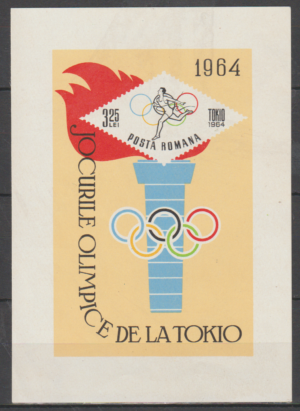 1964
3.25
LEI
TOKIO
1964
POSTA ROMANA
JOCURILE OLIMPICE
DE LA TOKIO